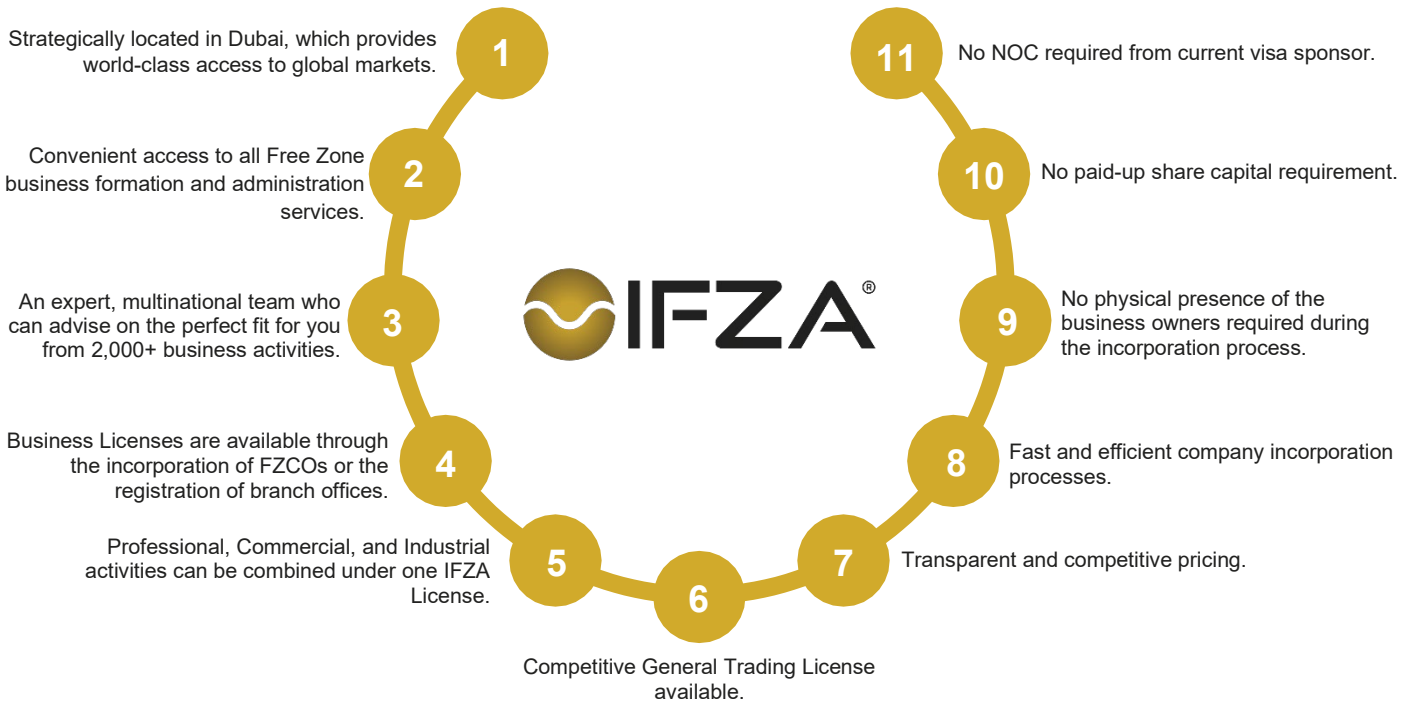 1
Strategically located in Dubai, which provides
world-class access to global markets.
2
Convenient access to all Free Zone
business formation and administration
services.
3
An expert, multinational team who
can advise on the perfect fit for you
from 2,000+ business activities.
4
Business Licenses are available through
the incorporation of FZCOs or the
registration of branch offices.
5
Professional, Commercial, and Industrial
activities can be combined under one IFZA
License.
6
Competitive General Trading License
available.
7
Transparent and competitive pricing.
8
Fast and efficient company incorporation
processes.
9
No physical presence of the
business owners required during
the incorporation process.
10
No paid-up share capital requirement.
11
No NOC required from current visa sponsor.
IFZA®